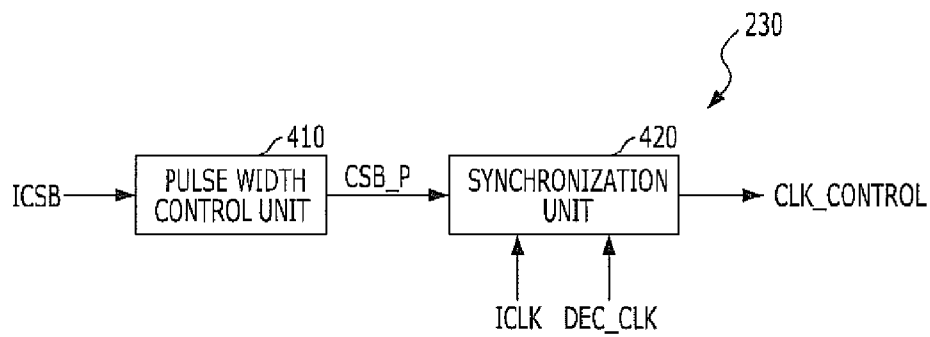 230
410
420
ICSB
PULSE WIDTH
CONTROL UNIT
CSB_P
SYNCHRONIZATION
UNIT
CLK_CONTROL
ICLK
DEC_CLK